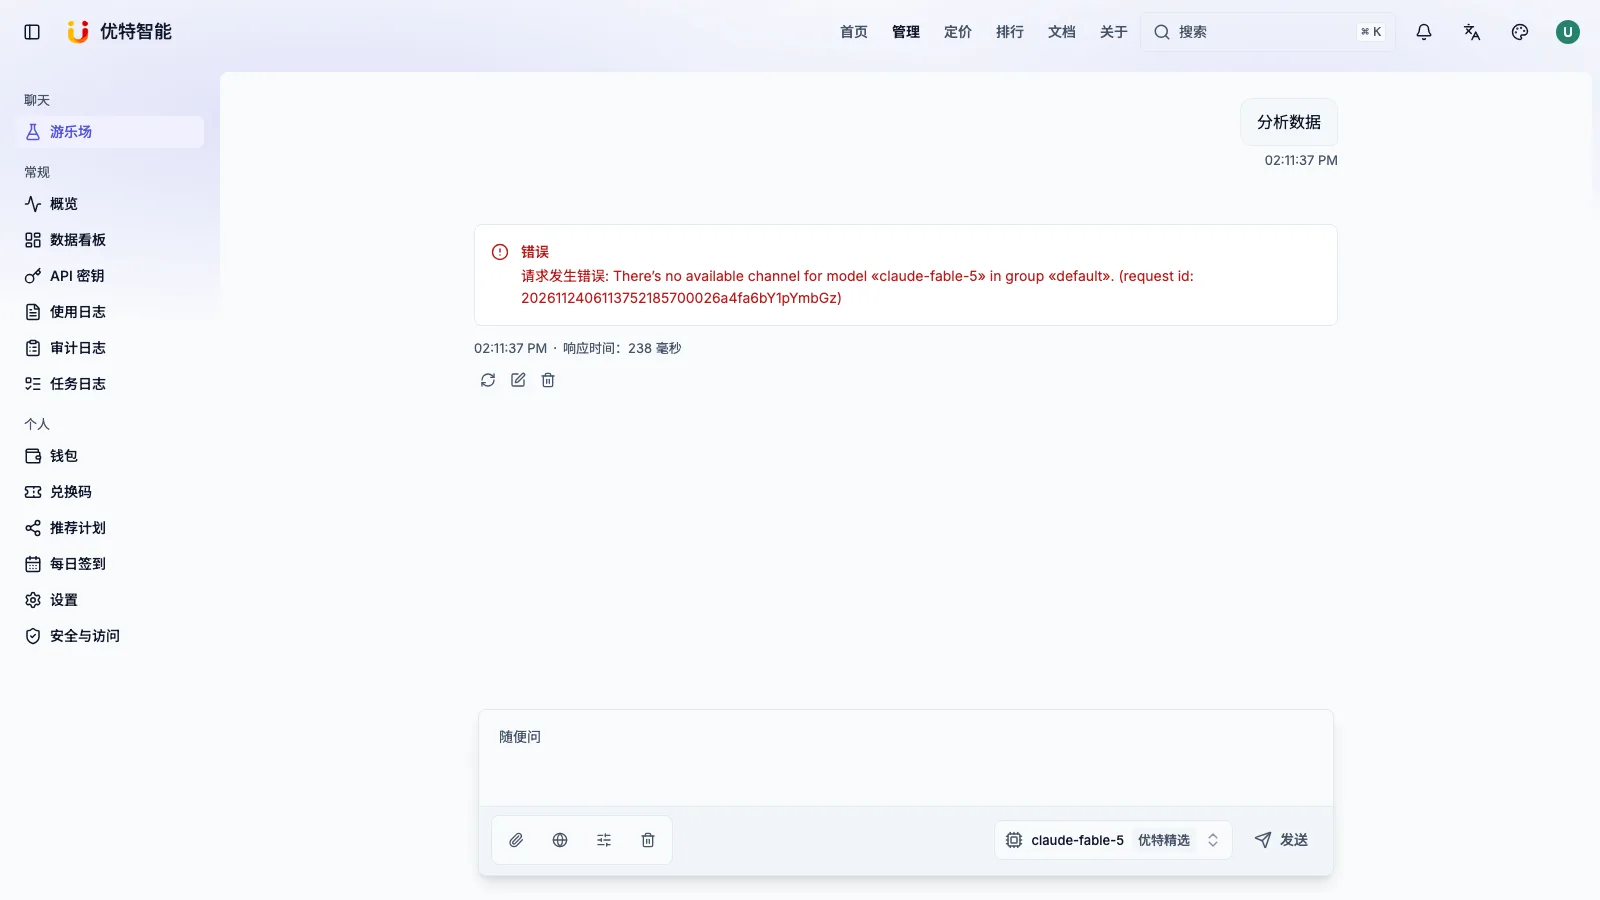 优特智能
首页 管理 定价 排行 文档 关于 搜索 ⌘ K U
聊天
游乐场
常规
概览
数据看板
API 密钥
使用日志
审计日志
任务日志
个人
钱包
兑换码
推荐计划
每日签到
设置
安全与访问
分析数据
02:11:37 PM
错误
请求发生错误: There’s no available channel for model «claude-fable-5» in group «default». (request id:
2026112406113752185700026a4fa6bY1pYmbGz)
02:11:37 PM · 响应时间：238 毫秒
随便问
claude-fable-5 优特精选 发送